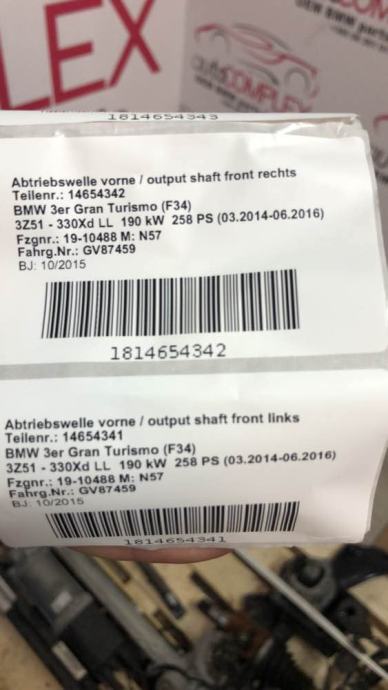 LEX
autoCOMPLEX
1814654343
Abtriebswelle vorne / output shaft front rechts
Teilenr.: 14654342
BMW 3er Gran Turismo (F34)
3Z51 - 330Xd LL 190 kW 258 PS (03.2014-06.2016)
Fzgnr.: 19-10488 M: N57
Fahrg.Nr.: GV87459
BJ: 10/2015
1814654342
Abtriebswelle vorne / output shaft front links
Teilenr.: 14654341
BMW 3er Gran Turismo (F34)
3Z51 - 330Xd LL 190 kW 258 PS (03.2014-06.2016)
Fzgnr.: 19-10488 M: N57
Fahrg.Nr.: GV87459
BJ: 10/2015
1814654341